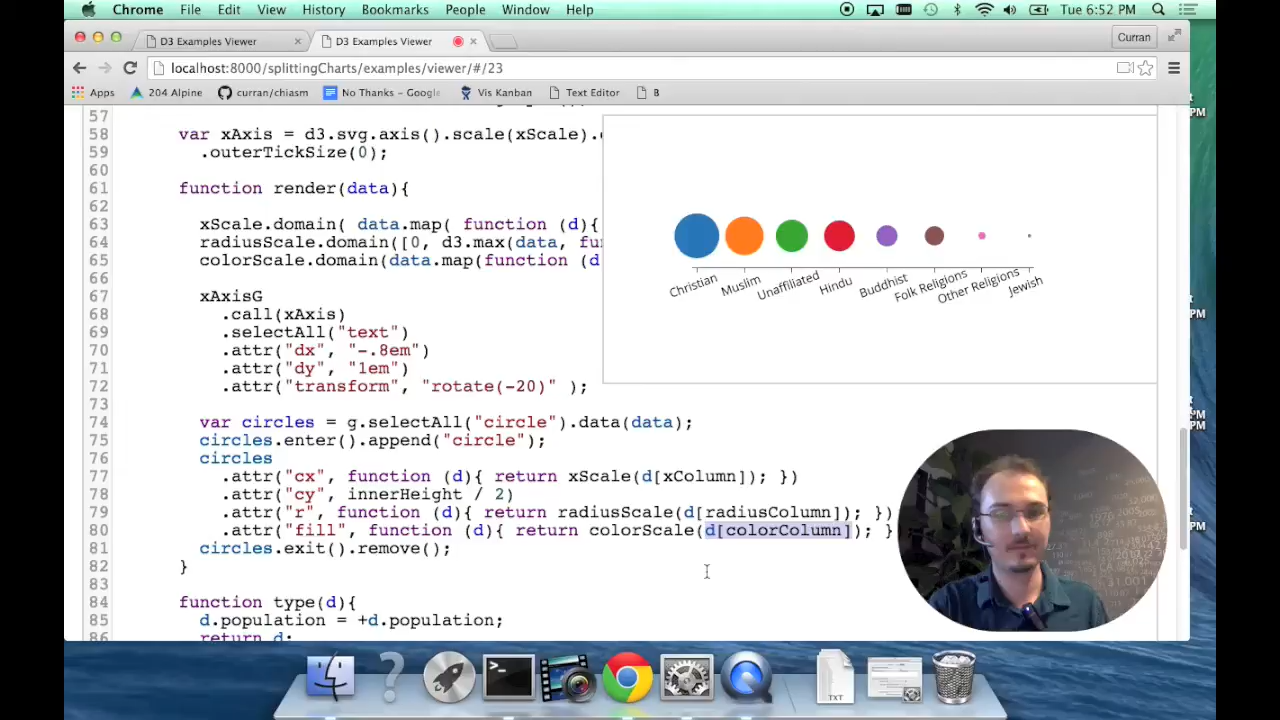 Chrome File Edit View History Bookmarks People Window Help Tue 6:52 PM
D3 Examples Viewer D3 Examples Viewer Curran
localhost:8000/splittingCharts/examples/viewer/#/23
Apps 204 Alpine curran/chiasm No Thanks - Google Vis Kanban Text Editor B
57
58 var xAxis = d3.svg.axis().scale(xScale).
59 .outerTickSize(0);
60
61 function render(data){
62
63 xScale.domain( data.map( function (d){
64 radiusScale.domain([0, d3.max(data,
65 colorScale.domain(data.map(function (d
66
67 xAxisG
68 .call(xAxis)
69 .selectAll("text")
70 .attr("dx", "-.8em")
71 .attr("dy", "1em")
72 .attr("transform", "rotate(-20)" );
73
74 var circles = g.selectAll("circle").data(data);
75 circles.enter().append("circle");
76 circles
77 .attr("cx", function (d){ return xScale(d[xColumn]); })
78 .attr("cy", innerHeight / 2)
79 .attr("r", function (d){ return radiusScale(d[radiusColumn]); })
80 .attr("fill", function (d){ return colorScale(d[colorColumn]); }
81 circles.exit().remove();
82 }
83
84 function type(d){
85 d.population = +d.population;
86 return d;
Christian Muslim Unaffiliated Hindu Buddhist Folk Religions Other Religions Jewish
PM
PM
PM
PM
PM
TXT